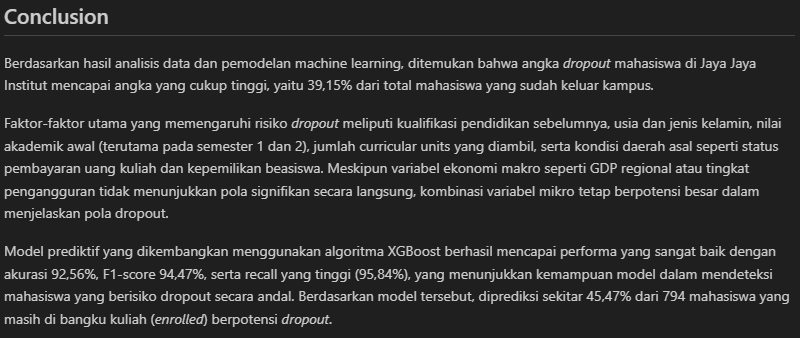 Conclusion
Berdasarkan hasil analisis data dan pemodelan machine learning, ditemukan bahwa angka dropout mahasiswa di Jaya Jaya
Institut mencapai angka yang cukup tinggi, yaitu 39,15% dari total mahasiswa yang sudah keluar kampus.
Faktor-faktor utama yang memengaruhi risiko dropout meliputi kualifikasi pendidikan sebelumnya, usia dan jenis kelamin, nilai
akademik awal (terutama pada semester 1 dan 2), jumlah curricular units yang diambil, serta kondisi daerah asal seperti status
pembayaran uang kuliah dan kepemilikan beasiswa. Meskipun variabel ekonomi makro seperti GDP regional atau tingkat
pengangguran tidak menunjukkan pola signifikan secara langsung, kombinasi variabel mikro tetap berpotensi besar dalam
menjelaskan pola dropout.
Model prediktif yang dikembangkan menggunakan algoritma XGBoost berhasil mencapai performa yang sangat baik dengan
akurasi 92,56%, F1-score 94,47%, serta recall yang tinggi (95,84%), yang menunjukkan kemampuan model dalam mendeteksi
mahasiswa yang berisiko dropout secara andal. Berdasarkan model tersebut, diprediksi sekitar 45,47% dari 794 mahasiswa yang
masih di bangku kuliah (enrolled) berpotensi dropout.